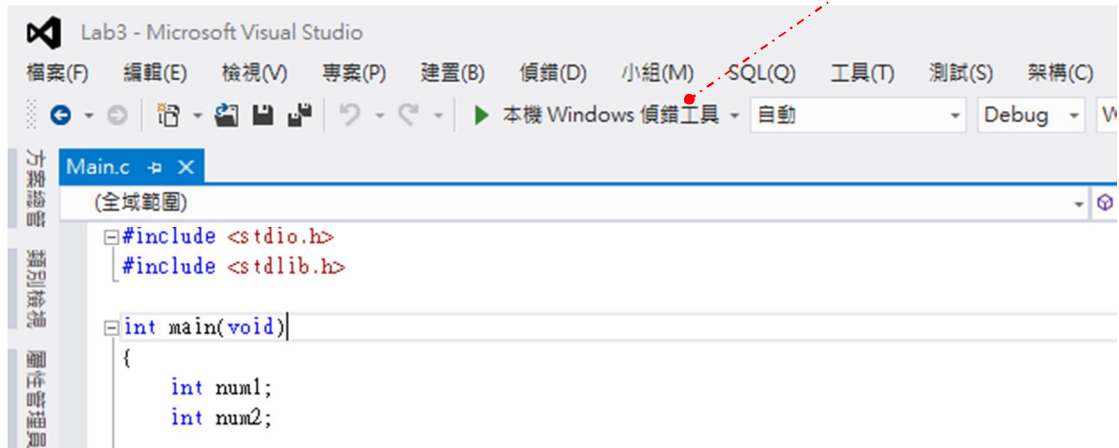 Lab3 - Microsoft Visual Studio
檔案(F) 編輯(E) 檢視(V) 專案(P) 建置(B) 偵錯(D) 小組(M) SQL(Q) 工具(T) 測試(S) 架構(C)
本機 Windows 偵錯工具 自動 Debug
方案總管
類別檢視
屬性管理員
Main.c
(全域範圍)
#include <stdio.h>
#include <stdlib.h>
int main(void)
{
int num1;
int num2;